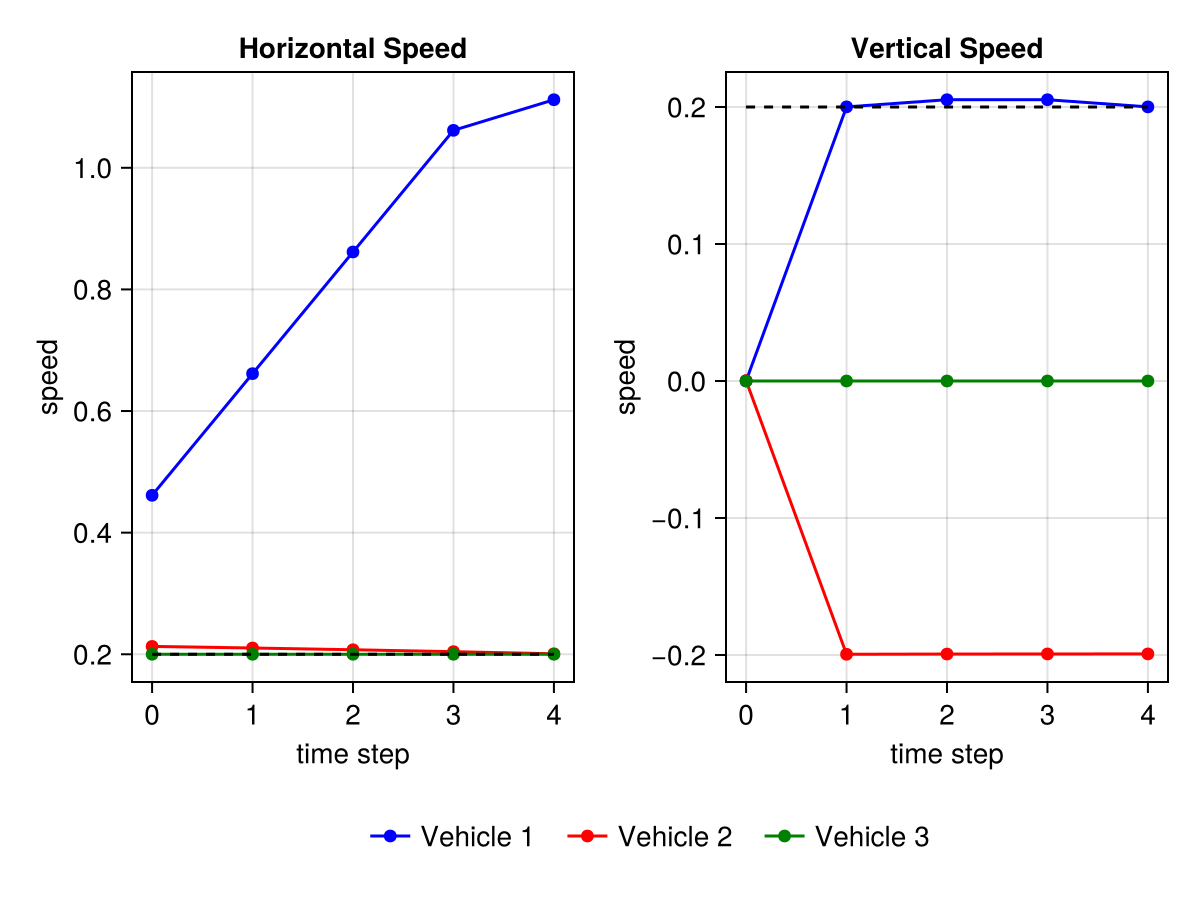 Horizontal Speed
1.0
0.8
0.6
0.4
0.2
speed
0 1 2 3 4
time step
Vertical Speed
0.2
0.1
0.0
−0.1
−0.2
speed
0 1 2 3 4
time step
Vehicle 1 Vehicle 2 Vehicle 3